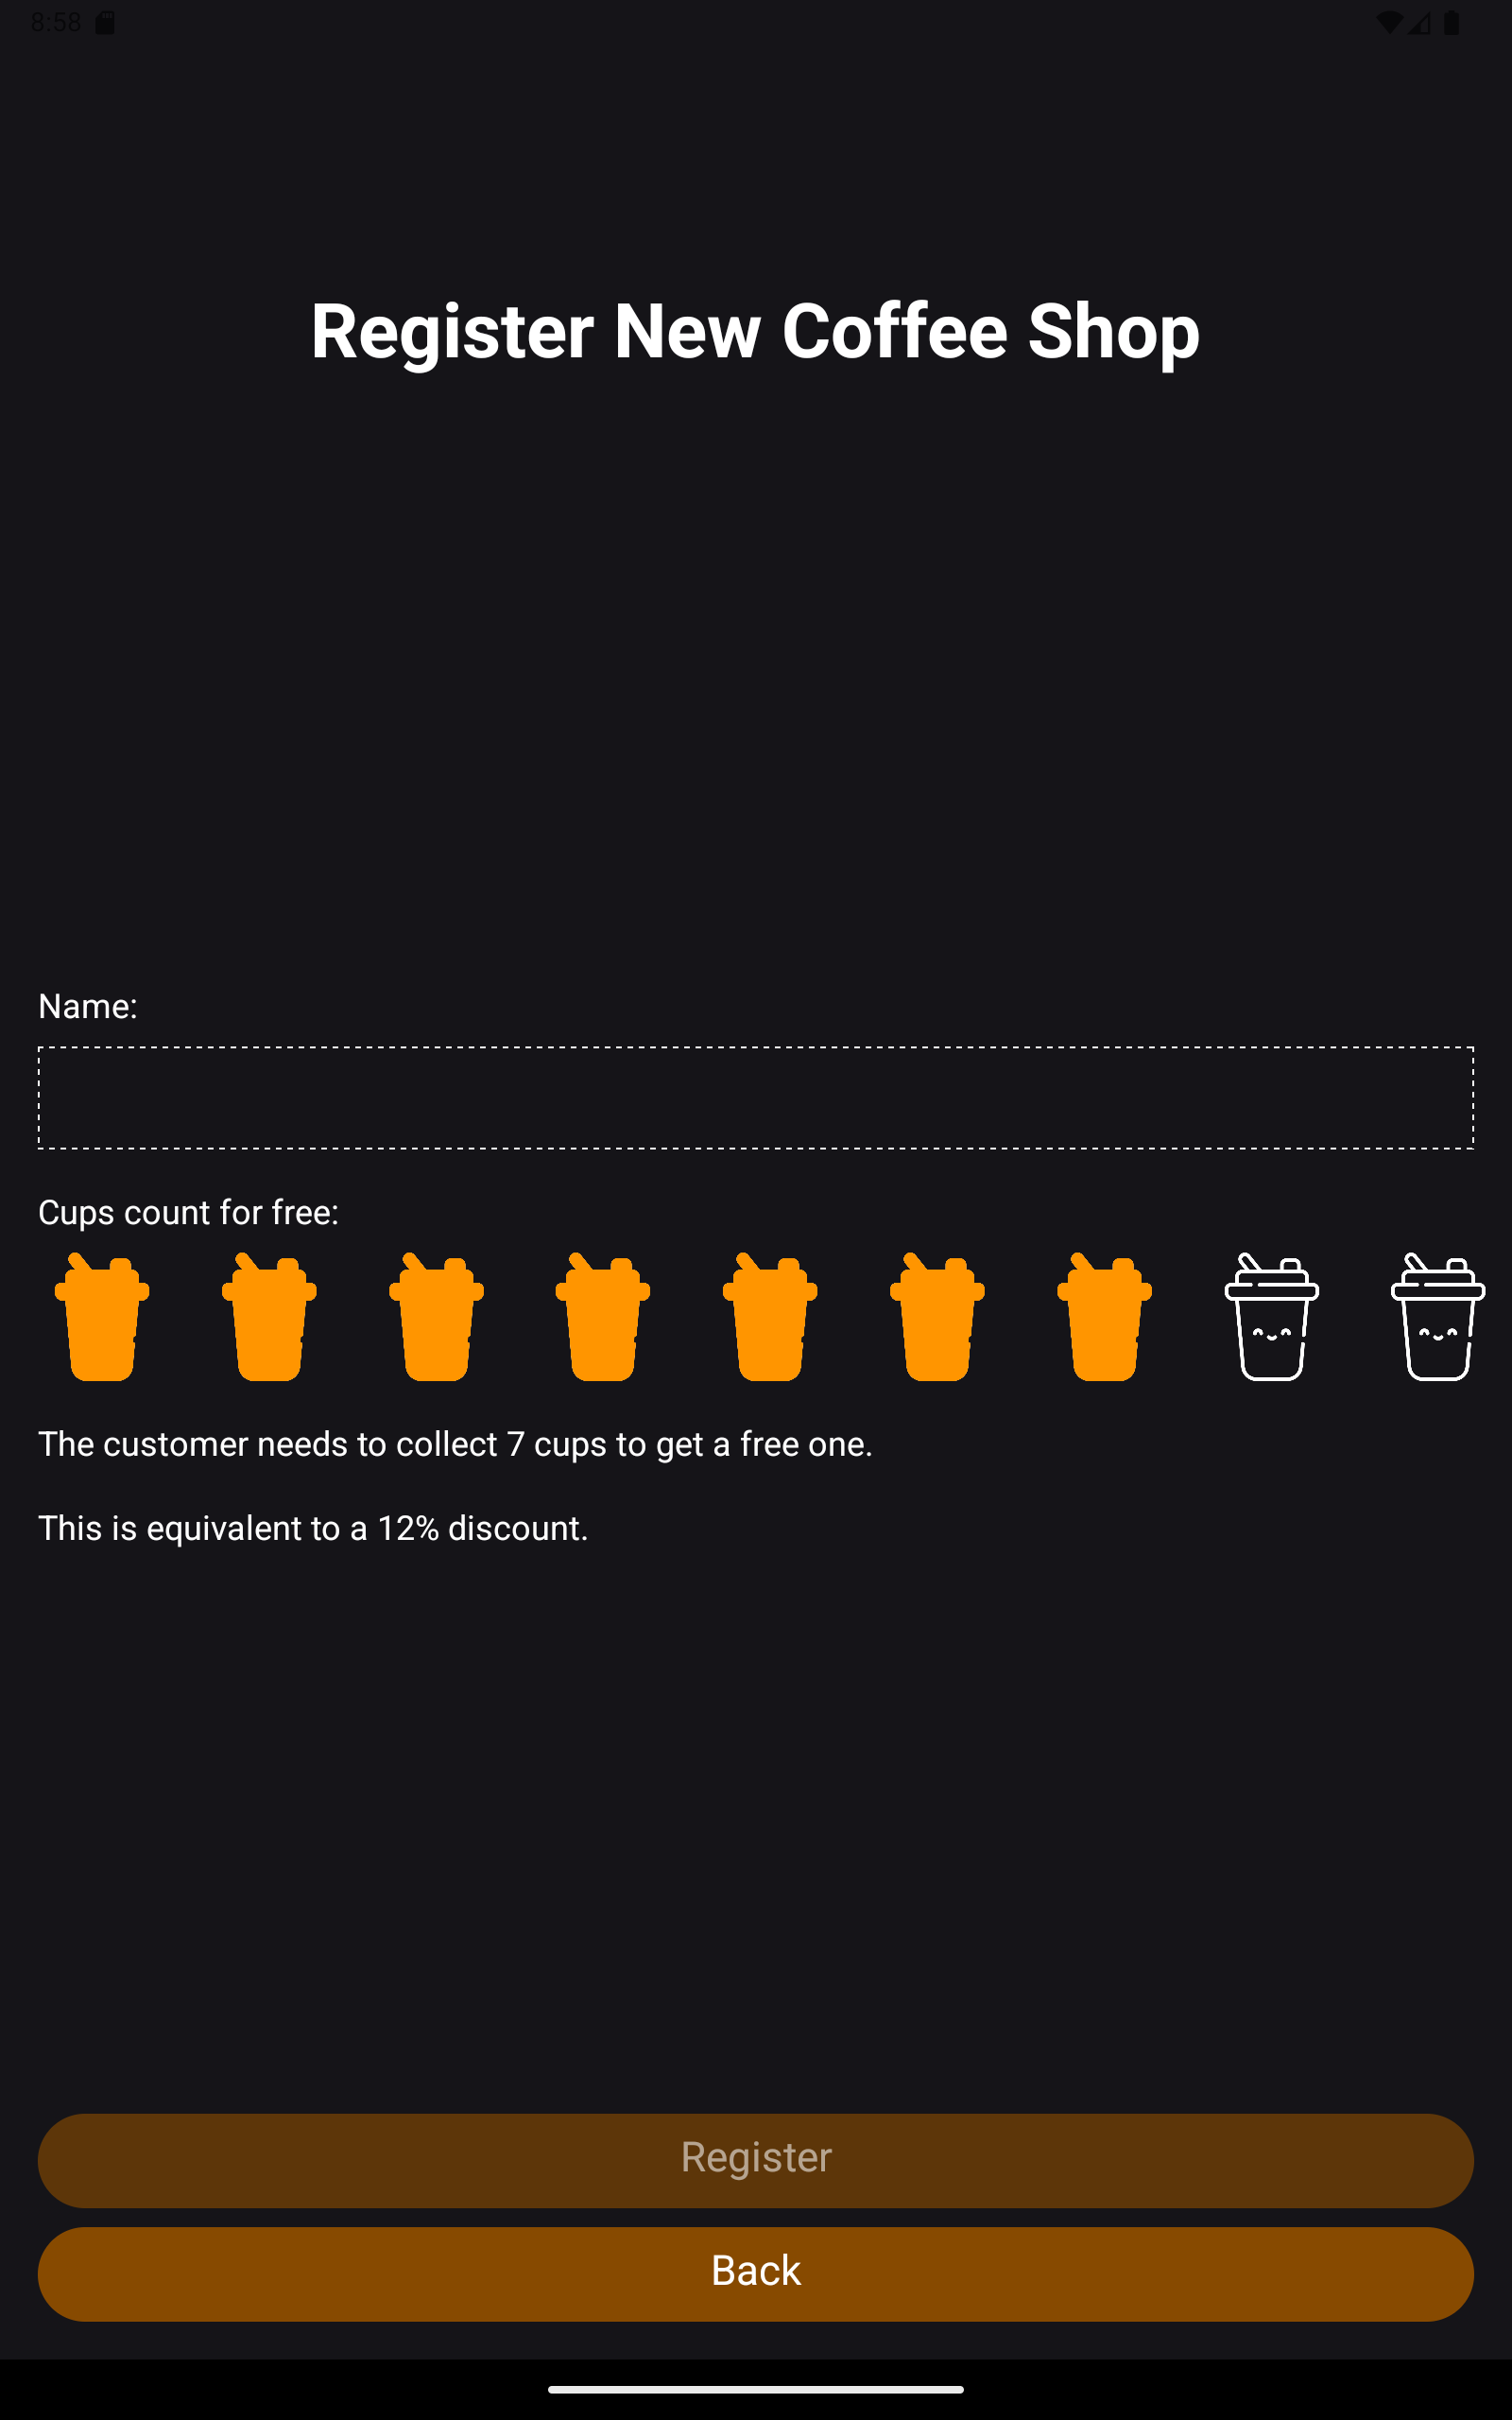 8:58
Register New Coffee Shop
Name:
Cups count for free:
The customer needs to collect 7 cups to get a free one.
This is equivalent to a 12% discount.
Register
Back